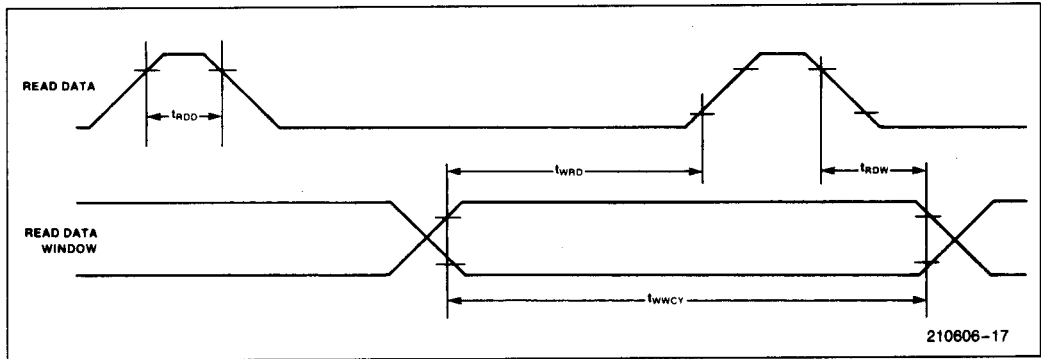 READ DATA
tRDD
tWRD
tRDW
READ DATA
WINDOW
tWWCY
210606-17